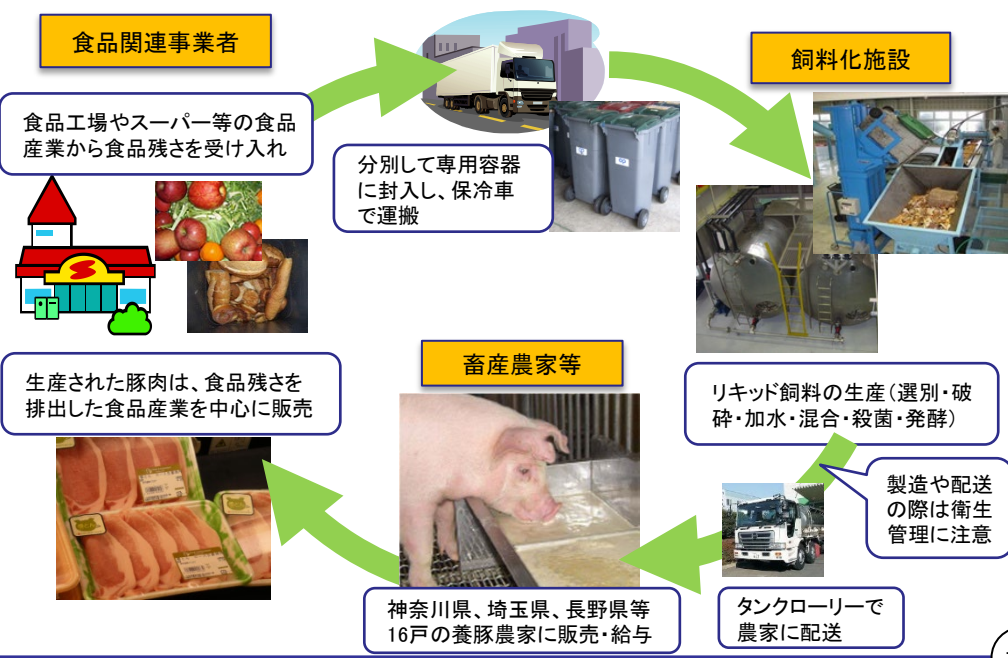 食品関連事業者
食品工場やスーパー等の食品
産業から食品残さを受け入れ
分別して専用容器
に封入し、保冷車
で運搬
飼料化施設
リキッド飼料の生産(選別・破
砕・加水・混合・殺菌・発酵)
製造や配送
の際は衛生
管理に注意
タンクローリーで
農家に配送
畜産農家等
神奈川県、埼玉県、長野県等
16戸の養豚農家に販売・給与
生産された豚肉は、食品残さを
排出した食品産業を中心に販売